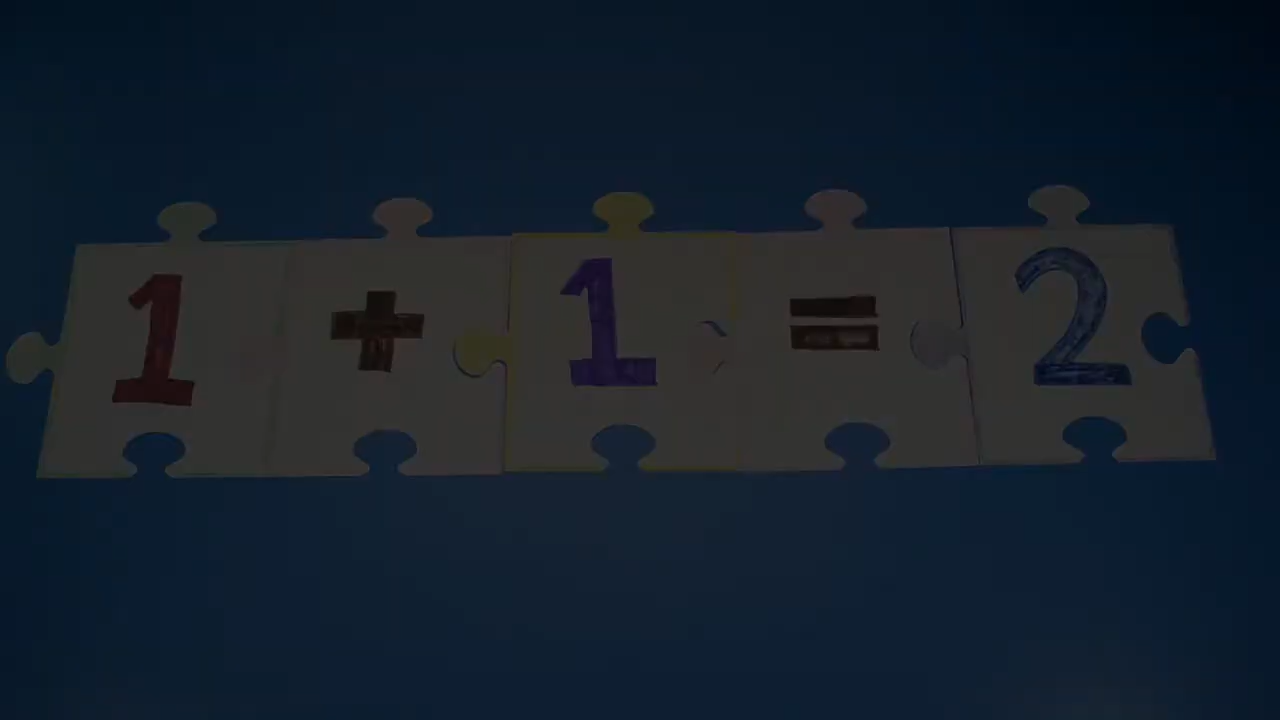 1 + 1 = 2